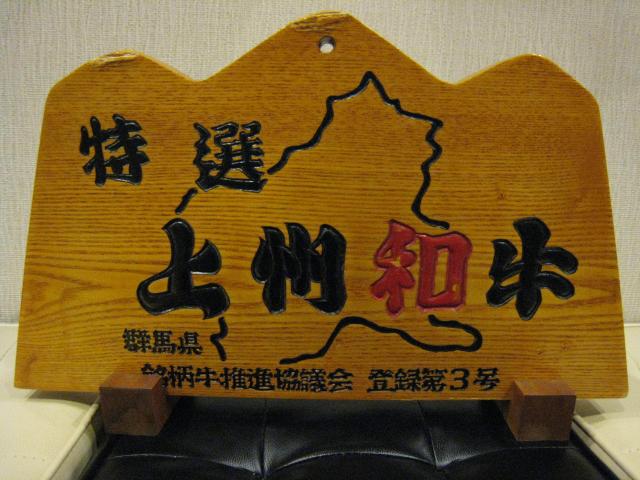 特選
上州和牛
群馬県
銘柄牛推進協議会 登録第3号